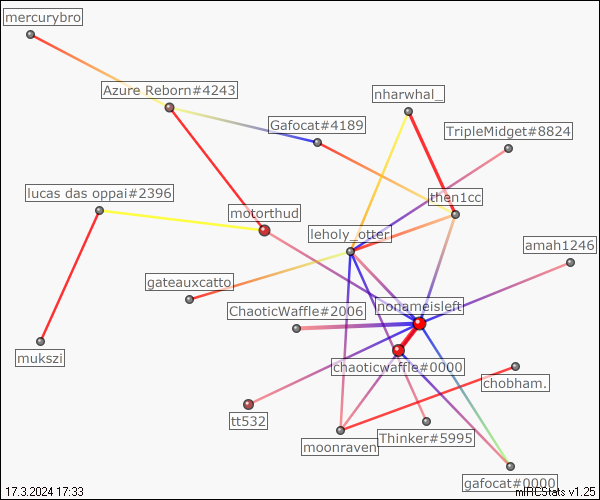 mercurybro
Azure Reborn#4243
nharwhal_
Gafocat#4189
TripleMidget#8824
lucas das oppai#2396
then1cc
motorthud
leholy_otter
amah1246
gateauxcatto
nonameisleft
ChaoticWaffle#2006
mukszi
chaoticwaffle#0000
chobham.
tt532
Thinker#5995
moonraven
gafocat#0000
17.3.2024 17:33
mIRCStats v1.25